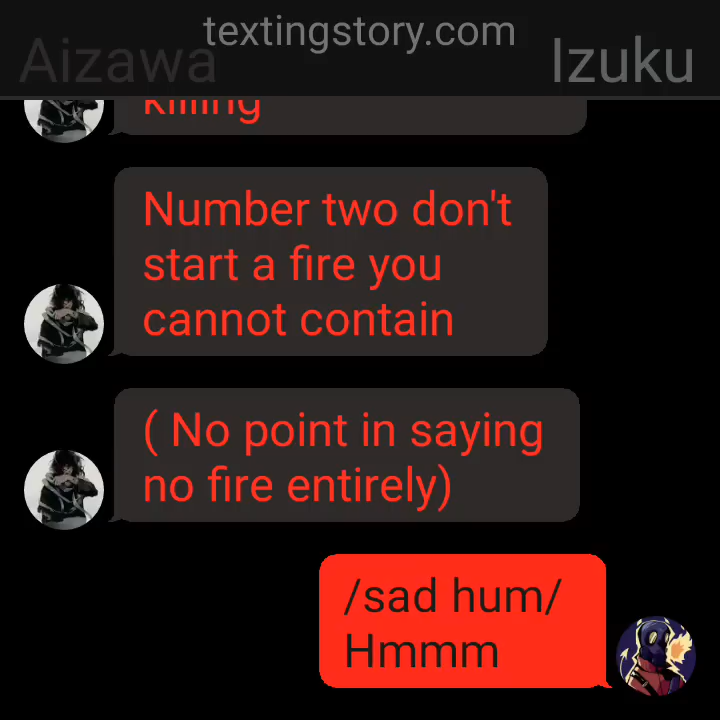 textingstory.com
Aizawa
Izuku
Killing
Number two don't
start a fire you
cannot contain
( No point in saying
no fire entirely)
/sad hum/
Hmmm